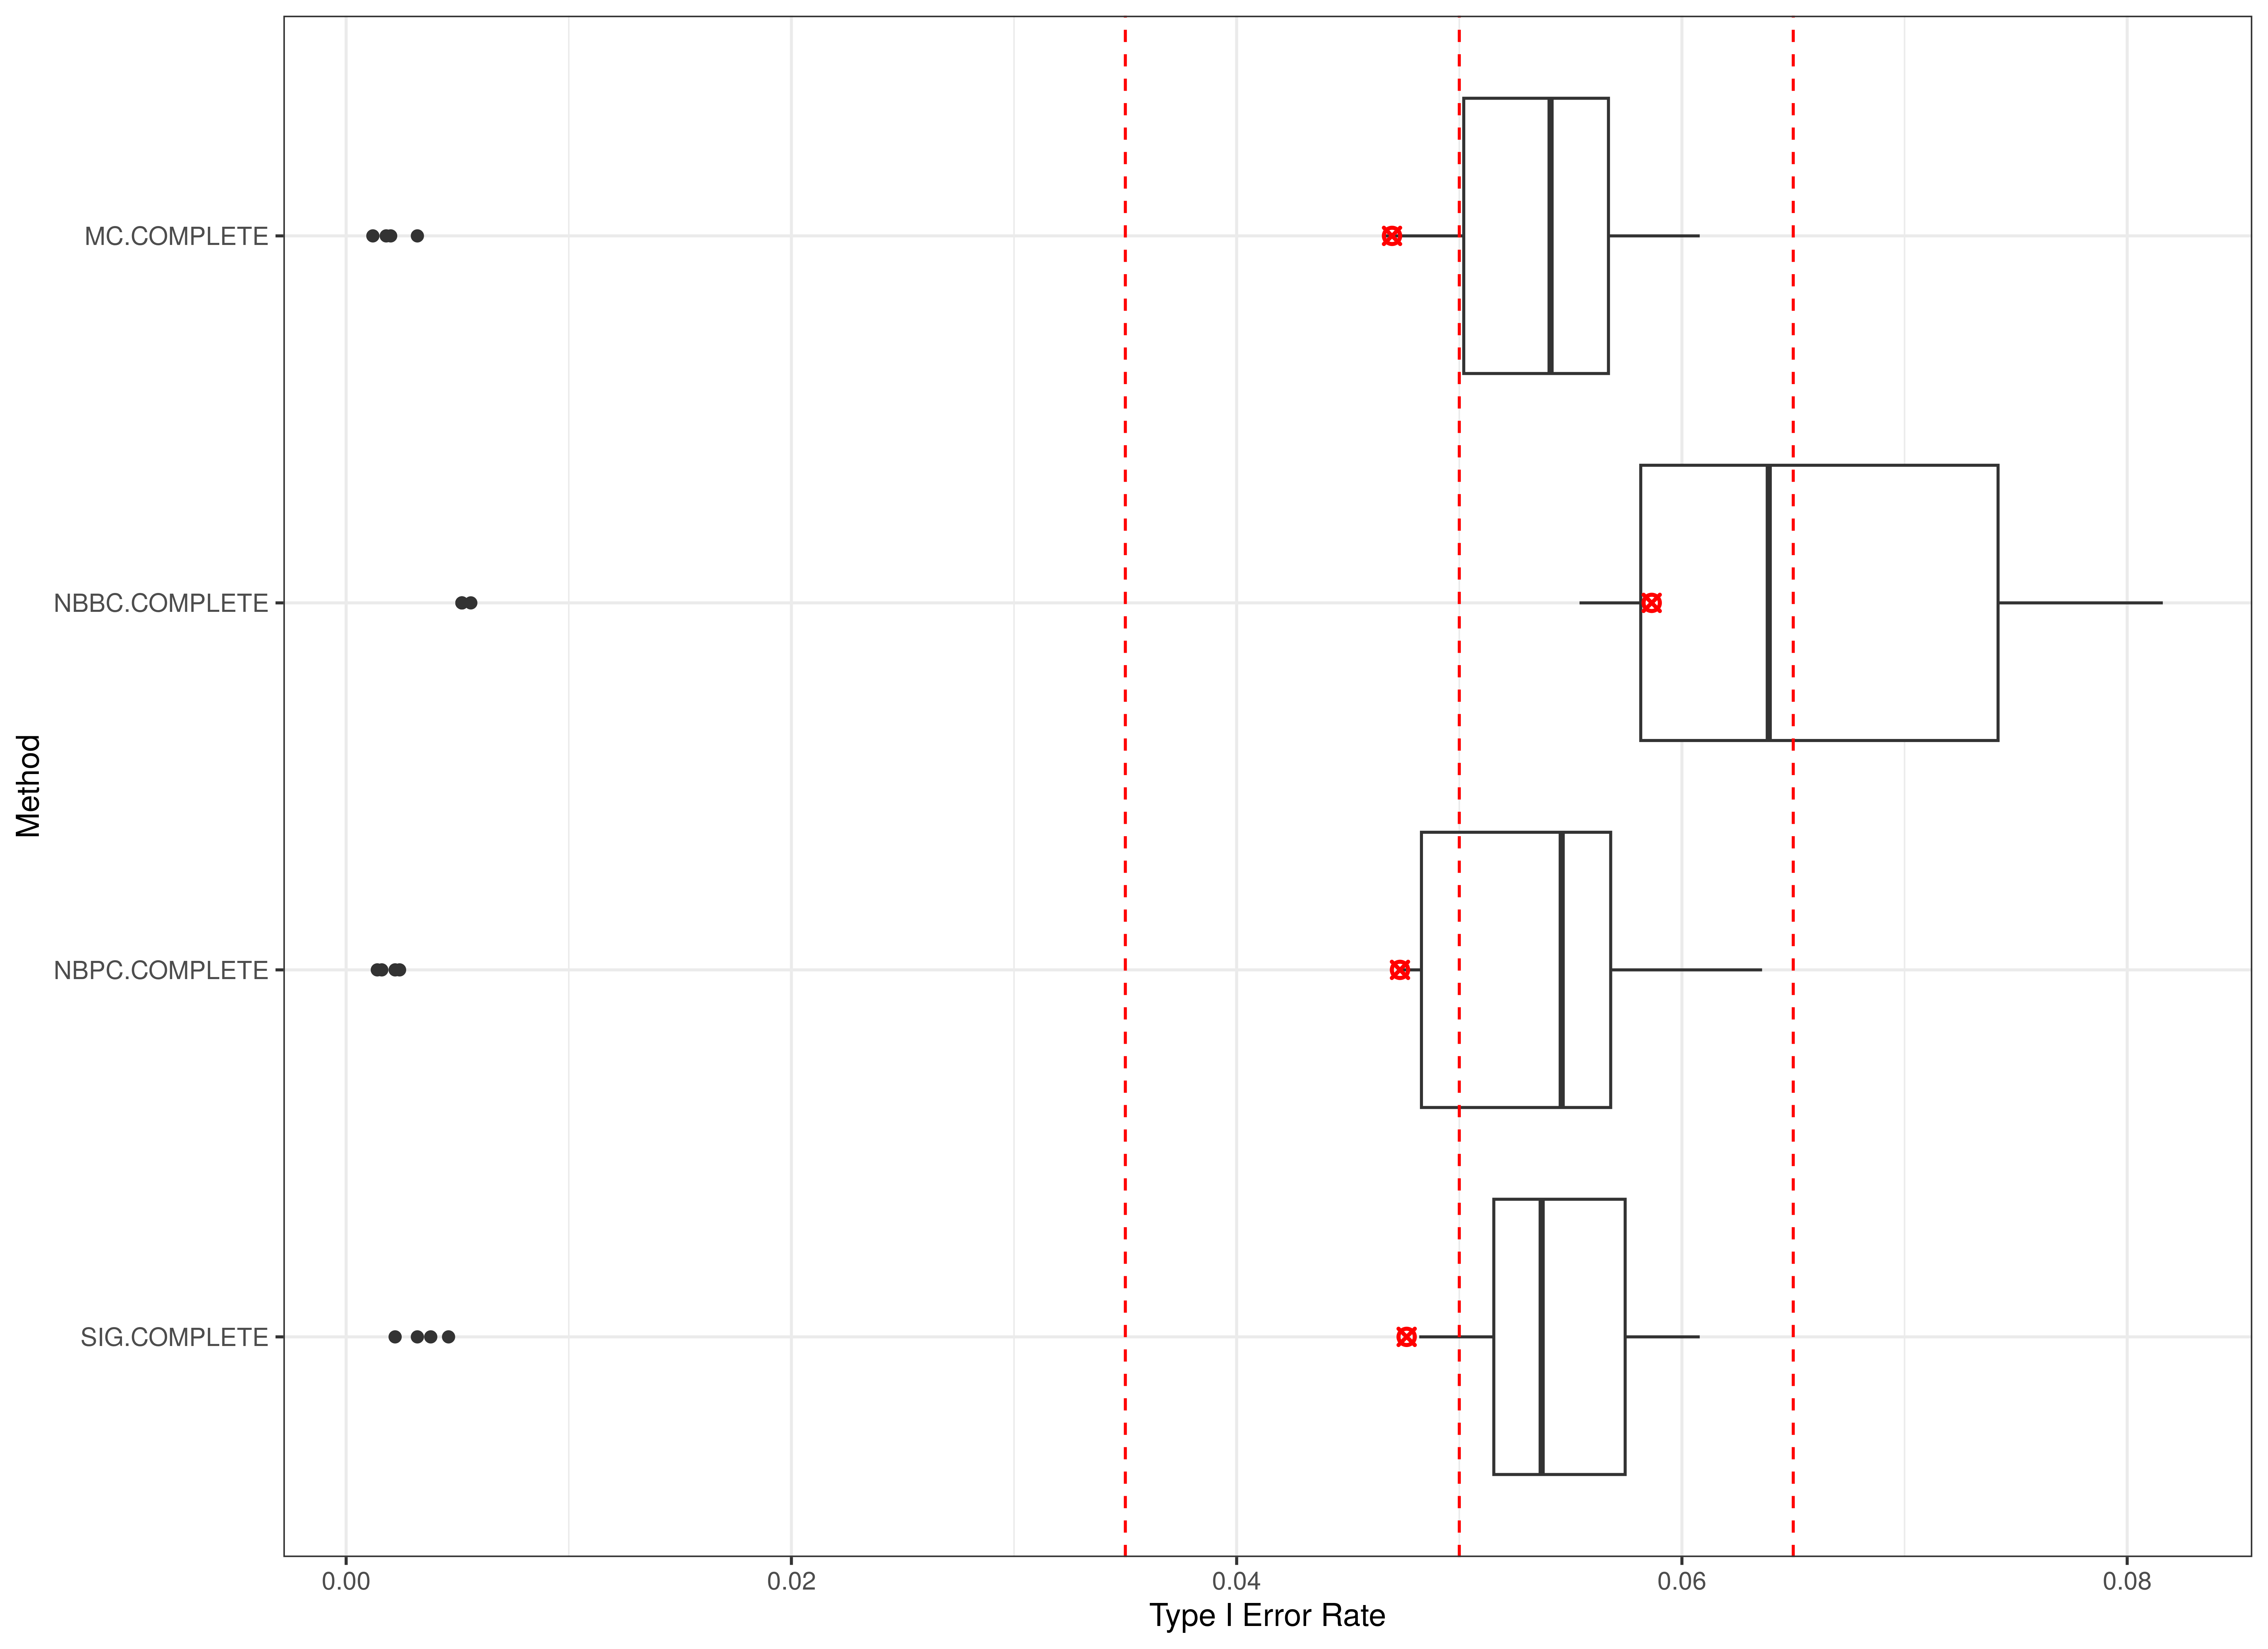 Method
MC.COMPLETE
NBBC.COMPLETE
NBPC.COMPLETE
SIG.COMPLETE
0.00 0.02 0.04 0.06 0.08
Type I Error Rate